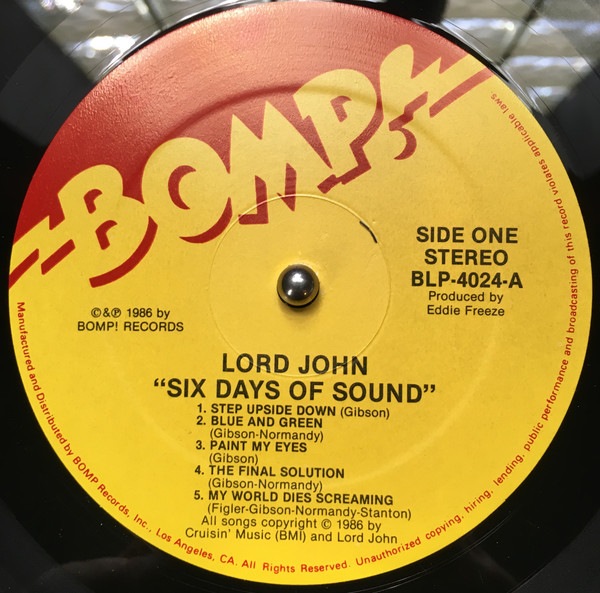 BOMP
SIDE ONE
STEREO
BLP-4024-A
Produced by
Eddie Freeze
©&℗ 1986 by
BOMP! RECORDS
LORD JOHN
“SIX DAYS OF SOUND”
1. STEP UPSIDE DOWN (Gibson)
2. BLUE AND GREEN
(Gibson-Normandy)
3. PAINT MY EYES
(Gibson)
4. THE FINAL SOLUTION
(Gibson-Normandy)
5. MY WORLD DIES SCREAMING
(Figler-Gibson-Normandy-Stanton)
All songs copyright © 1986 by
Cruisin' Music (BMI) and Lord John
Manufactured and Distributed by BOMP Records, Inc., Los Angeles, CA. All Rights Reserved. Unauthorized copying, hiring, lending, public performance and broadcasting of this record violates applicable laws.